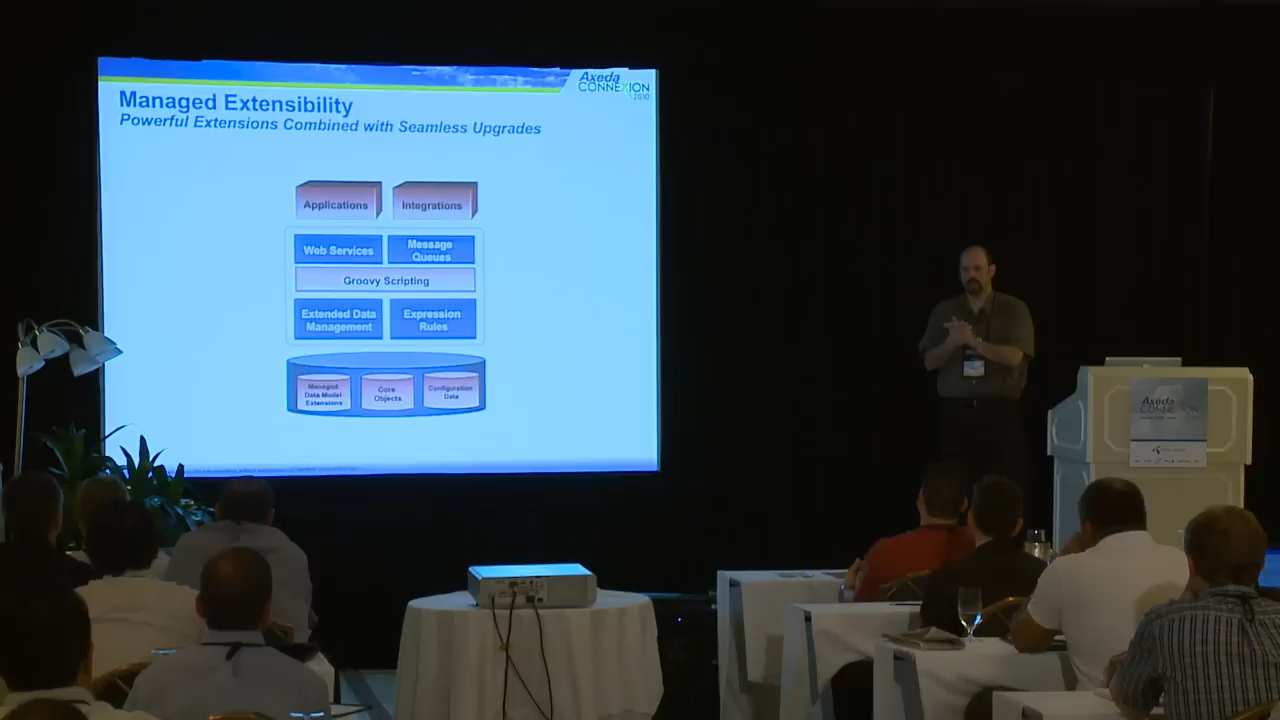 Axeda
CONNEXION
2010
Managed Extensibility
Powerful Extensions Combined with Seamless Upgrades
Applications
Integrations
Web Services
Message
Queues
Groovy Scripting
Extended Data
Management
Expression
Rules
Managed
Data Model
Extensions
Core
Objects
Configuration
Data
Axeda
CONNEXION